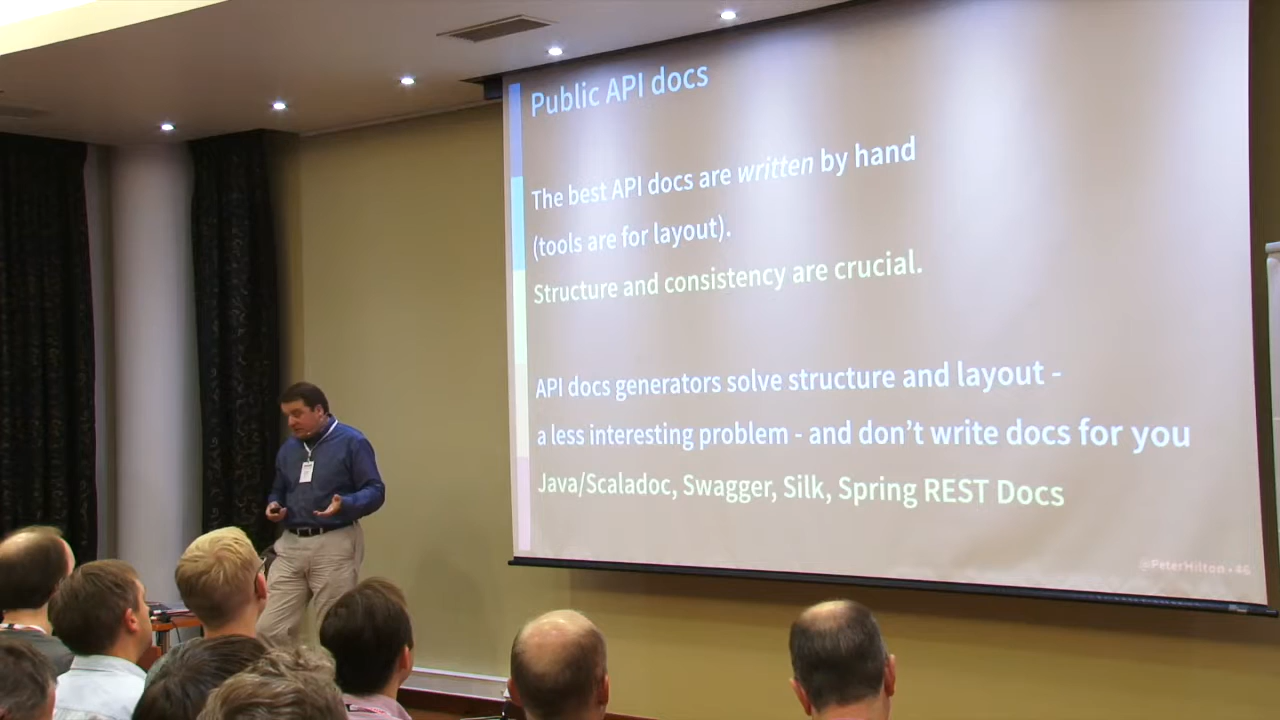 Public API docs
The best API docs are written by hand
(tools are for layout).
Structure and consistency are crucial.
API docs generators solve structure and layout -
a less interesting problem - and don’t write docs for you
Java/Scaladoc, Swagger, Silk, Spring REST Docs
@PeterHilton • 46